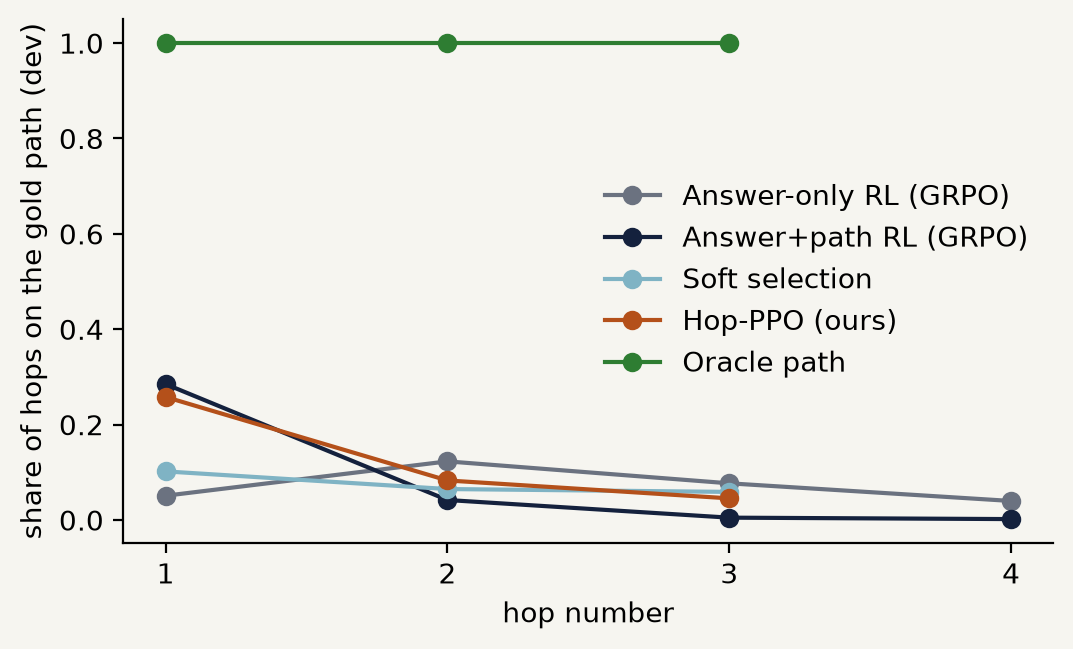 share of hops on the gold path (dev)
1.0
0.8
0.6
0.4
0.2
0.0
Answer-only RL (GRPO)
Answer+path RL (GRPO)
Soft selection
Hop-PPO (ours)
Oracle path
1 2 3 4
hop number